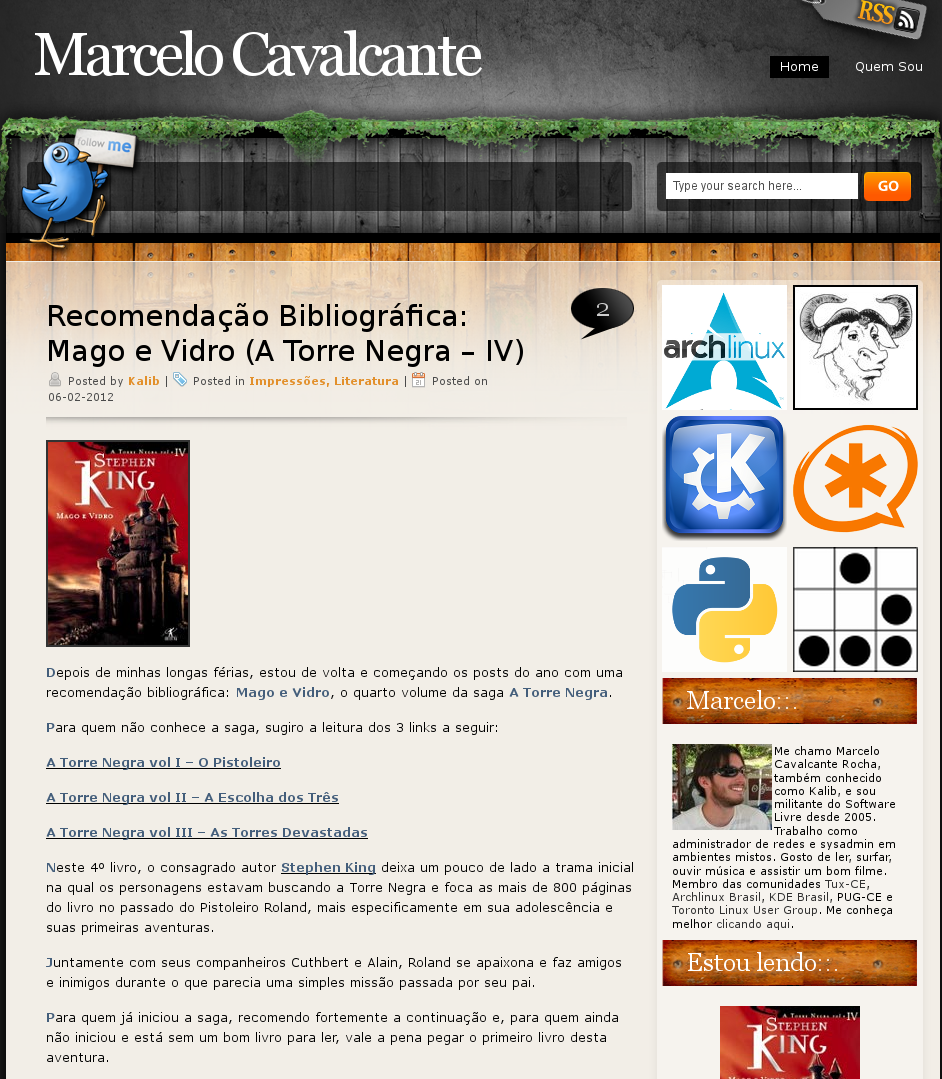 RSS
Marcelo Cavalcante
Home
Quem Sou
follow me
Type your search here...
GO
Recomendação Bibliográfica:
Mago e Vidro (A Torre Negra – IV)
2
Posted by Kalib | Posted in Impressões, Literatura | 21 Posted on
06-02-2012
A TORRE NEGRA VOL. IV
STEPHEN
KING
MAGO E VIDRO
Depois de minhas longas férias, estou de volta e começando os posts do ano com uma
recomendação bibliográfica: Mago e Vidro, o quarto volume da saga A Torre Negra.
Para quem não conhece a saga, sugiro a leitura dos 3 links a seguir:
A Torre Negra vol I – O Pistoleiro
A Torre Negra vol II – A Escolha dos Três
A Torre Negra vol III – As Torres Devastadas
Neste 4º livro, o consagrado autor Stephen King deixa um pouco de lado a trama inicial
na qual os personagens estavam buscando a Torre Negra e foca as mais de 800 páginas
do livro no passado do Pistoleiro Roland, mais especificamente em sua adolescência e
suas primeiras aventuras.
Juntamente com seus companheiros Cuthbert e Alain, Roland se apaixona e faz amigos
e inimigos durante o que parecia uma simples missão passada por seu pai.
Para quem já iniciou a saga, recomendo fortemente a continuação e, para quem ainda
não iniciou e está sem um bom livro para ler, vale a pena pegar o primeiro livro desta
aventura.
archlinux
K
Marcelo:::.
Me chamo Marcelo
Cavalcante Rocha,
também conhecido
como Kalib, e sou
militante do Software
Livre desde 2005.
Trabalho como
administrador de redes e sysadmin em
ambientes mistos. Gosto de ler, surfar,
ouvir música e assistir um bom filme.
Membro das comunidades Tux-CE,
Archlinux Brasil, KDE Brasil, PUG-CE e
Toronto Linux User Group. Me conheça
melhor clicando aqui.
Estou lendo:::.
A TORRE NEGRA VOL. IV
STEPHEN
KING